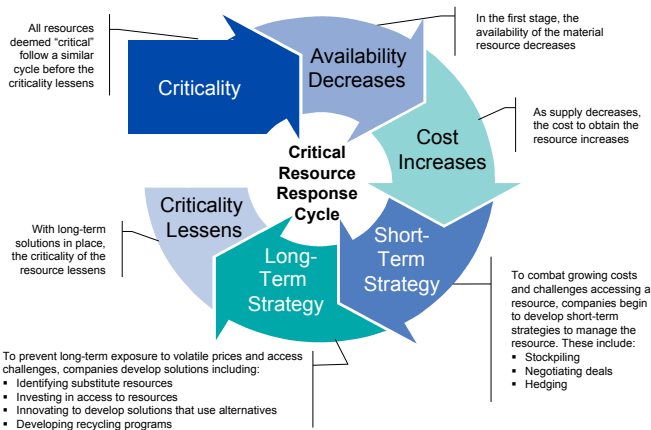 All resources
deemed “critical”
follow a similar
cycle before the
criticality lessens
Criticality
Availability
Decreases
In the first stage, the
availability of the material
resource decreases
Cost
Increases
As supply decreases,
the cost to obtain the
resource increases
Critical
Resource
Response
Cycle
Short-
Term
Strategy
To combat growing costs
and challenges accessing a
resource, companies begin
to develop short-term
strategies to manage the
resource. These include:
▪ Stockpiling
▪ Negotiating deals
▪ Hedging
Long-
Term
Strategy
To prevent long-term exposure to volatile prices and access
challenges, companies develop solutions including:
▪ Identifying substitute resources
▪ Investing in access to resources
▪ Innovating to develop solutions that use alternatives
▪ Developing recycling programs
Criticality
Lessens
With long-term
solutions in place,
the criticality of the
resource lessens